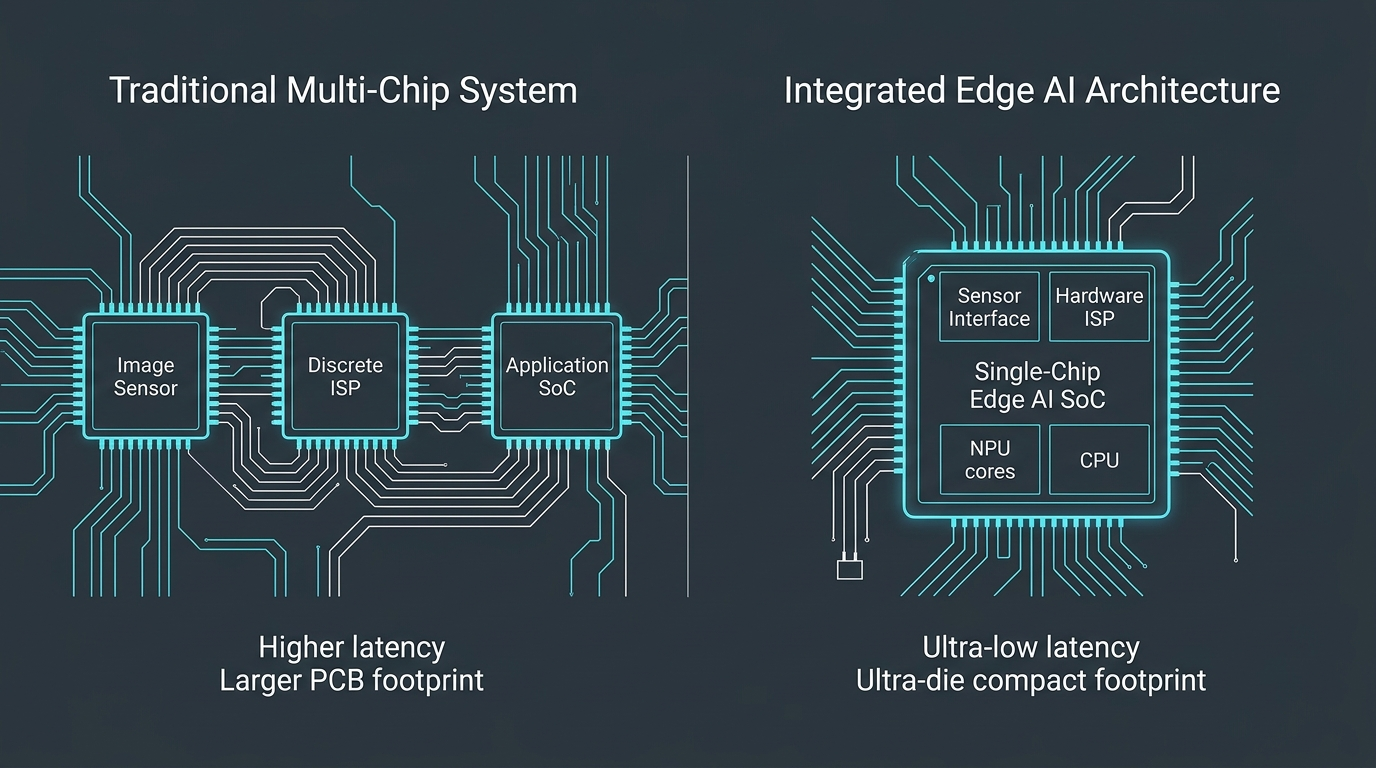 Traditional Multi-Chip System
Image
Sensor
Discrete
ISP
Application
SoC
Higher latency
Larger PCB footprint
Integrated Edge AI Architecture
Sensor
Interface
Hardware
ISP
Single-Chip
Edge AI SoC
NPU
cores
CPU
Ultra-low latency
Ultra-die compact footprint